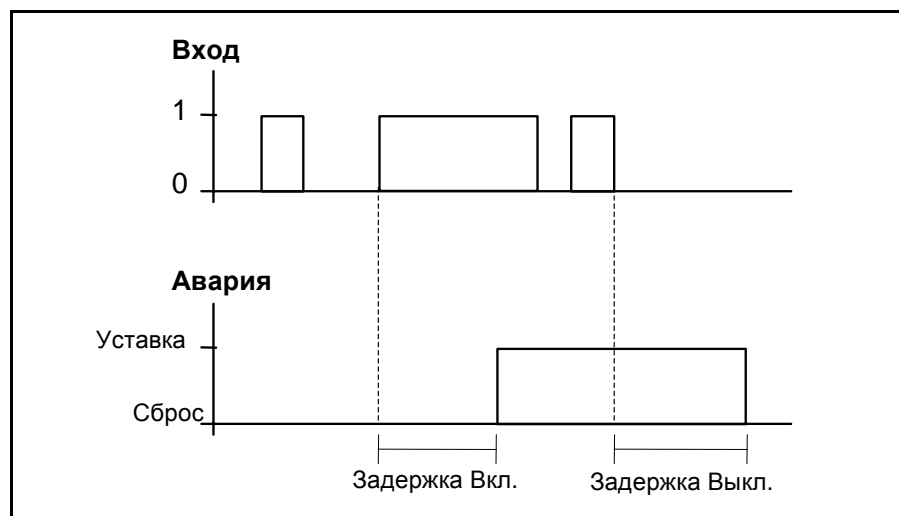 Вход
1
0
Авария
Уставка
Сброс
Задержка Вкл.
Задержка Выкл.